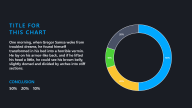 TITLE FOR
THIS CHART
One morning, when Gregor Samsa woke from
troubled dreams, he found himself
transformed in his bed into a horrible vermin.
He lay on his armour-like back, and if he lifted
his head a little, he could see his brown belly,
slightly domed and divided by arches into stiff
sections.
CONCLUSION
50% 20% 10%